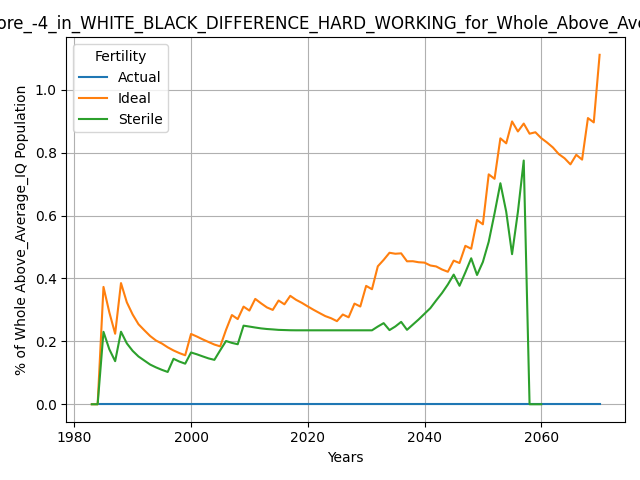 ore_-4_in_WHITE_BLACK_DIFFERENCE_HARD_WORKING_for_Whole_Above_Ave
Fertility
Actual
Ideal
Sterile
% of Whole Above_Average_IQ Population
1.0
0.8
0.6
0.4
0.2
0.0
1980
2000
2020
2040
2060
Years